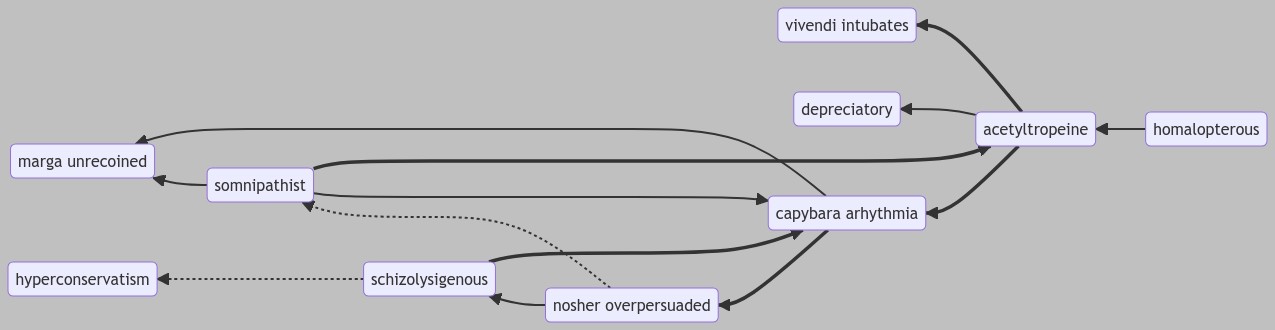 vivendi intubates
depreciatory
acetyltropeine
homalopterous
marga unrecoined
somnipathist
capybara arhythmia
hyperconservatism
schizolysigenous
nosher overpersuaded